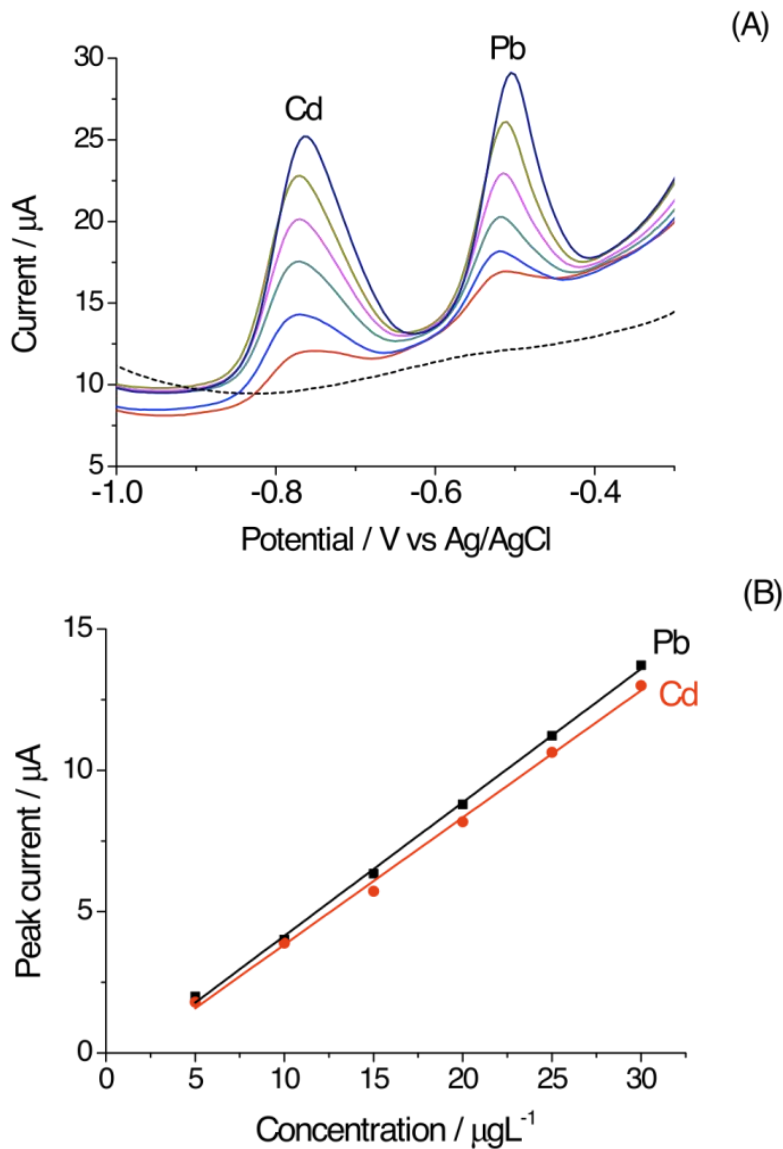 (A)
Pb
Cd
30
25
20
15
10
5
Current / µA
-1.0
-0.8
-0.6
-0.4
Potential / V vs Ag/AgCl
(B)
15
10
5
0
Pb
Cd
Peak current / µA
0
5
10
15
20
25
30
Concentration / µgL⁻¹